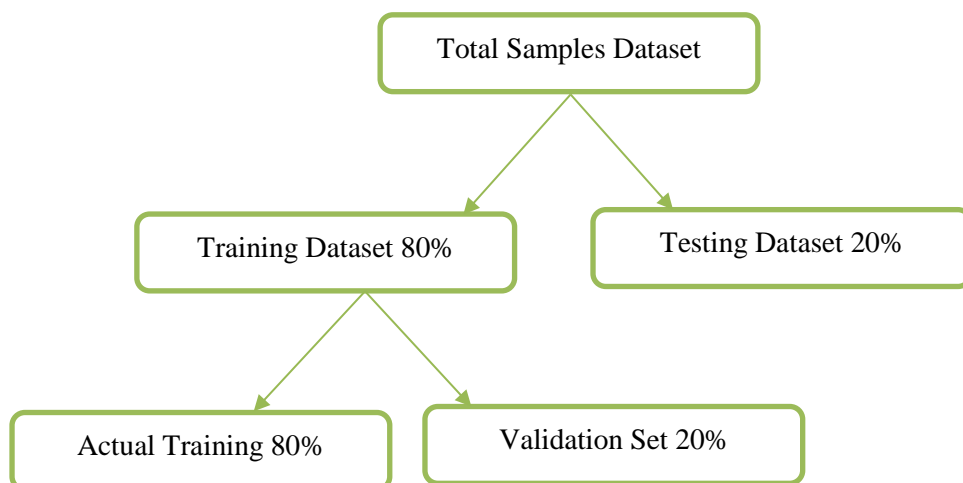 Total Samples Dataset
Training Dataset 80%
Testing Dataset 20%
Actual Training 80%
Validation Set 20%